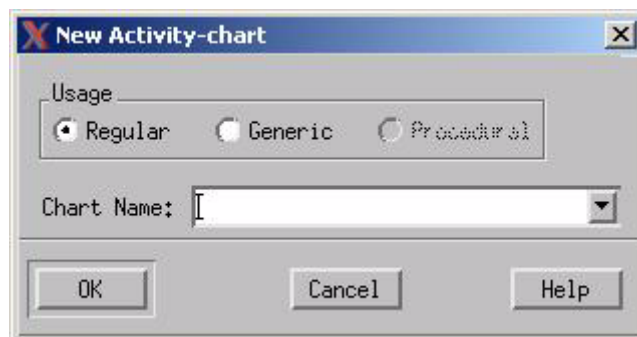 New Activity-chart
Usage
Regular Generic Procedural
Chart Name:
OK Cancel Help